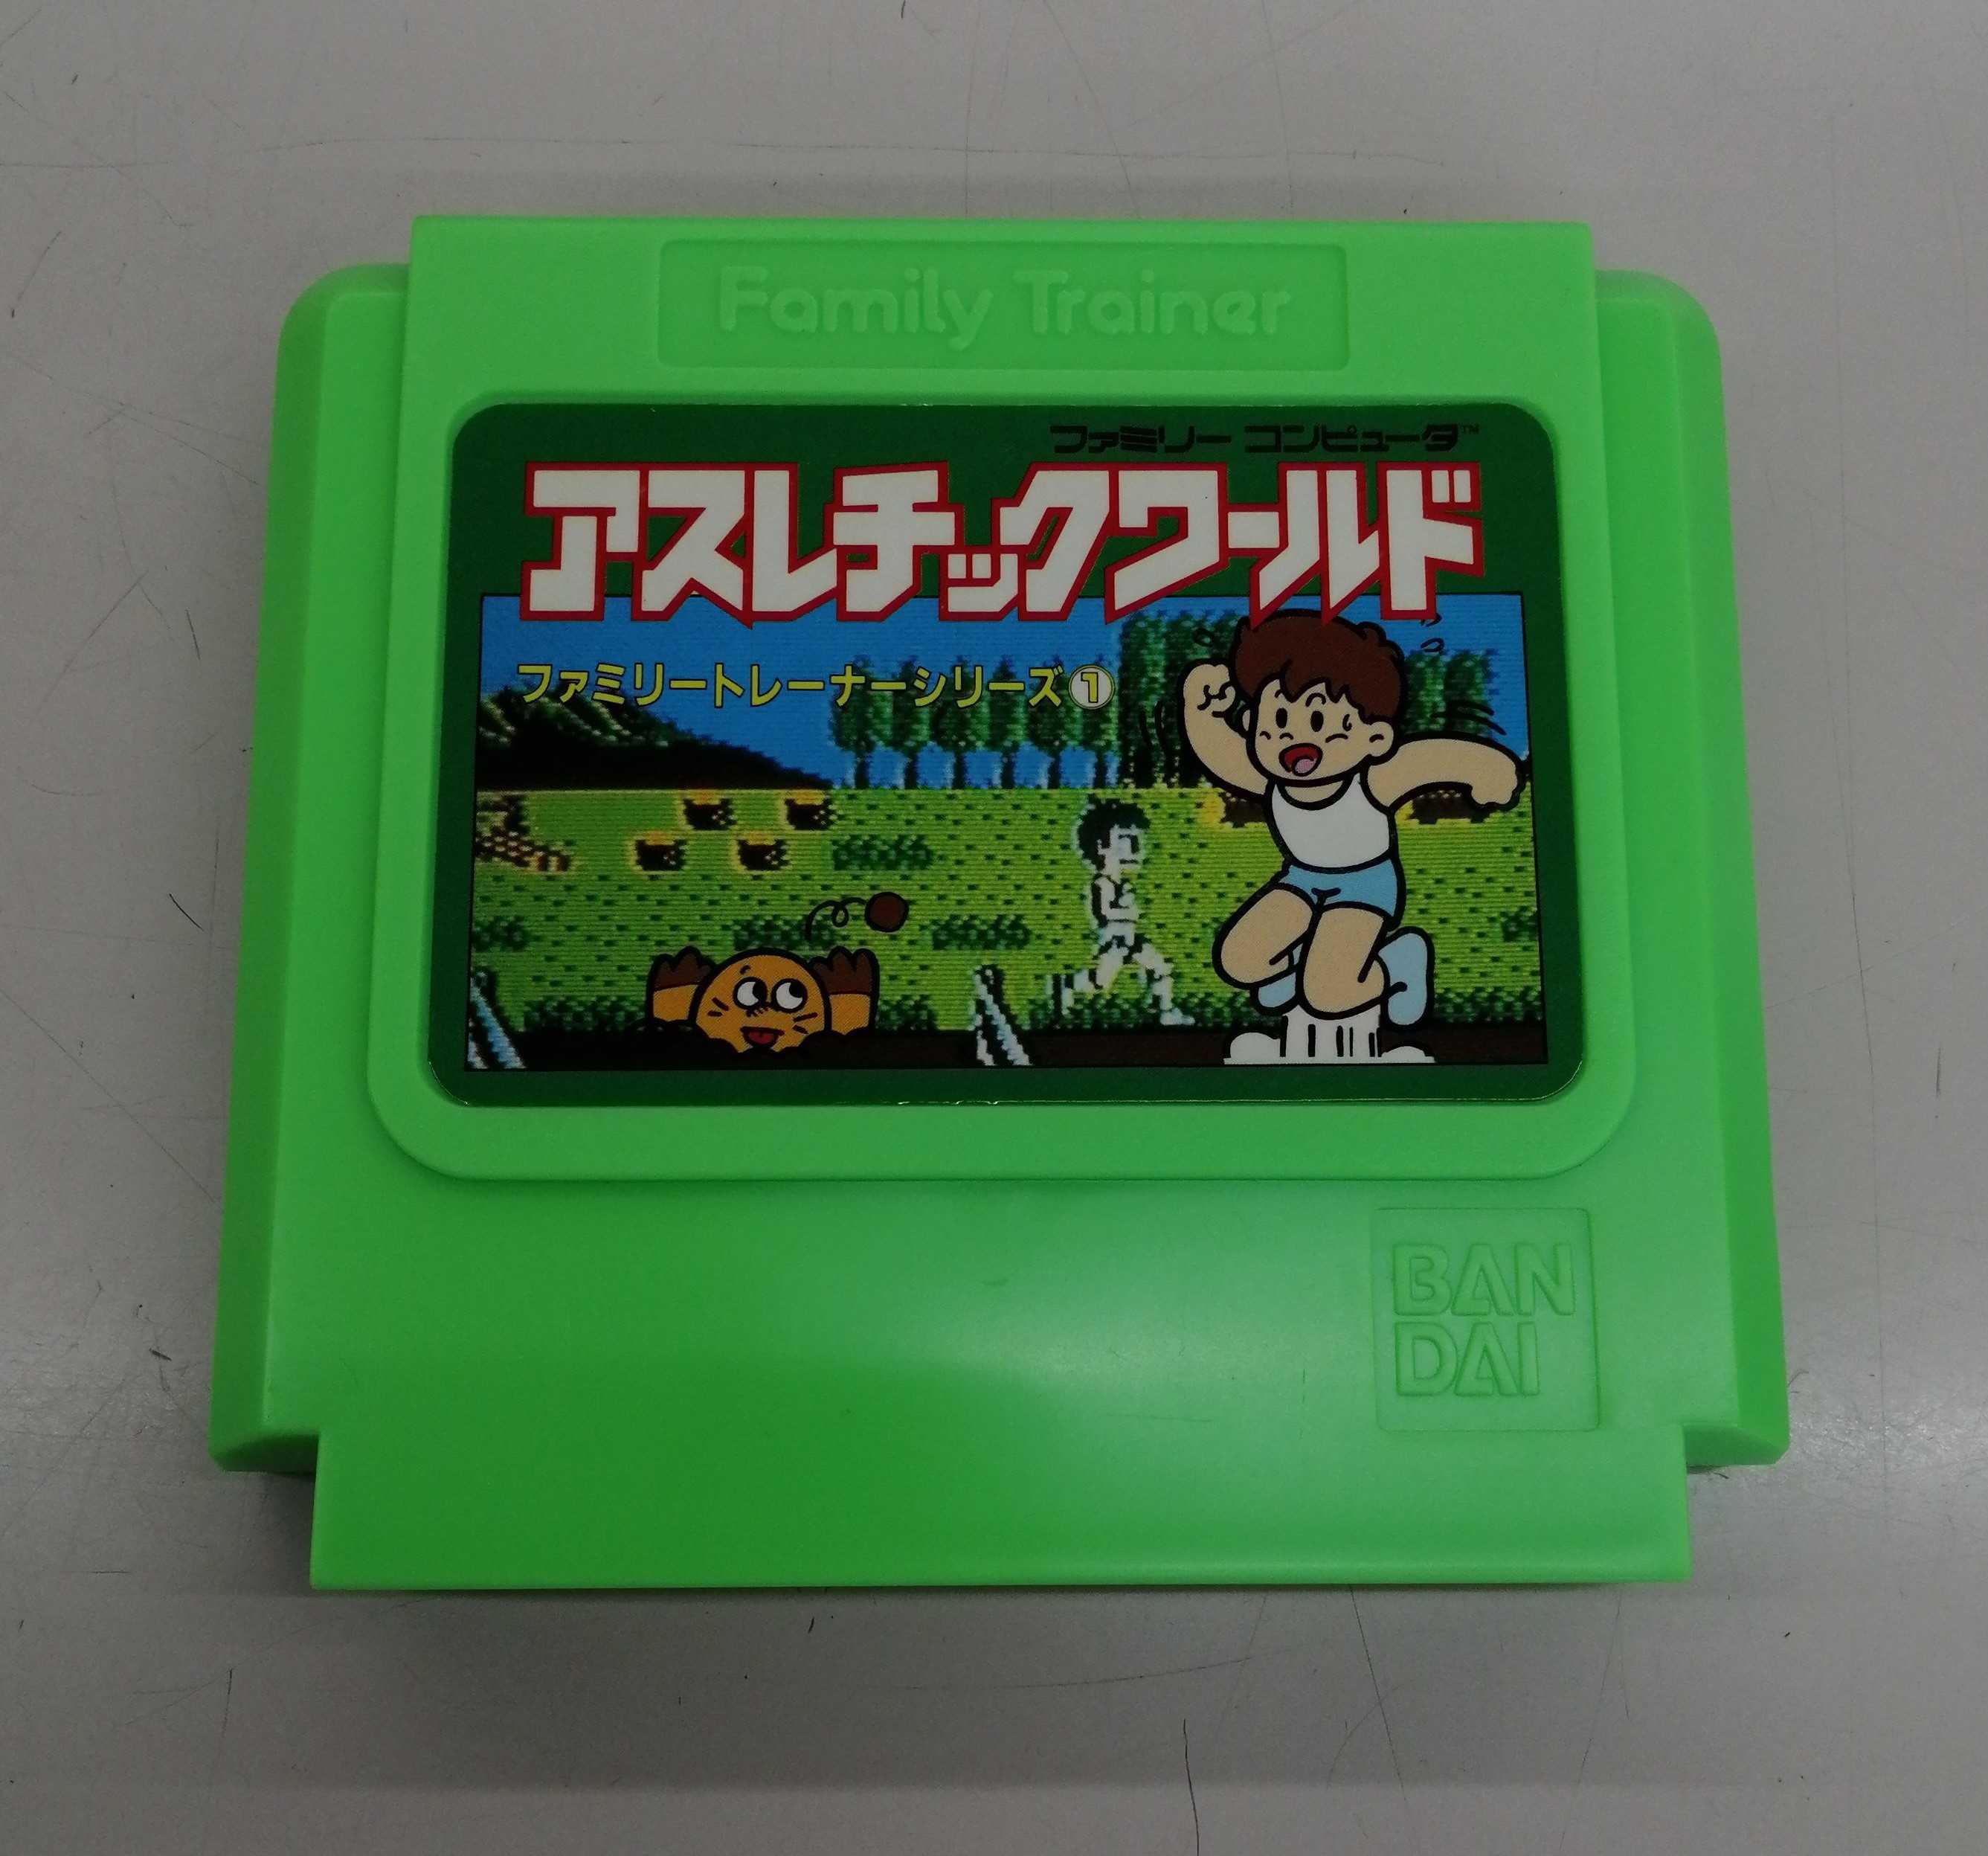 Family Trainer
ファミリー コンピュータ™
アスレチックワールド
ファミリートレーナーシリーズ①
BAN
DAI